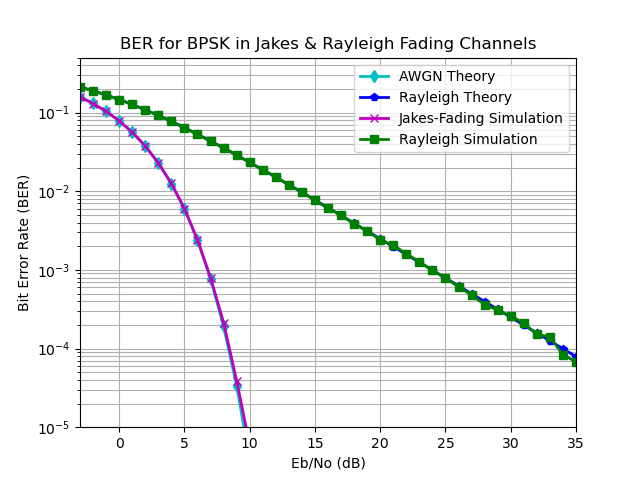 BER for BPSK in Jakes & Rayleigh Fading Channels
AWGN Theory
Rayleigh Theory
Jakes-Fading Simulation
Rayleigh Simulation
Bit Error Rate (BER)
10⁻¹
10⁻²
10⁻³
10⁻⁴
10⁻⁵
0 5 10 15 20 25 30 35
Eb/No (dB)